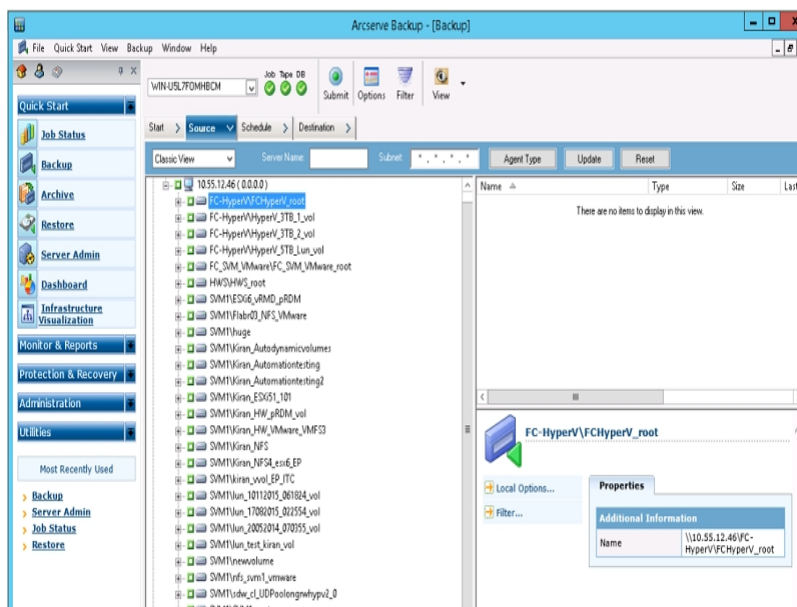 Arcserve Backup - [Backup]
File Quick Start View Backup Window Help
WIN-U5L7FOMHBCM
Job Tape DB
Submit Options Filter View
Quick Start
Job Status
Backup
Archive
Restore
Server Admin
Dashboard
Infrastructure
Visualization
Monitor & Reports
Protection & Recovery
Administration
Utilities
Most Recently Used
Backup
Server Admin
Job Status
Restore
Start Source Schedule Destination
Classic View Server Name: Subnet: * . * . * . * Agent Type Update Reset
10.55.12.46 ( 0.0.0.0 )
FC-HyperV\FCHyperV_root
FC-HyperV\HyperV_3TB_1_vol
FC-HyperV\HyperV_3TB_2_vol
FC-HyperV\HyperV_5TB_Lun_vol
FC_SVM_VMware\FC_SVM_VMware_root
HWS\HWS_root
SVM1\ESXi6_vRMD_pRDM
SVM1\Flabr03_NFS_VMware
SVM1\huge
SVM1\Kiran_Autodynamicvolumes
SVM1\Kiran_Automationtesting
SVM1\Kiran_Automationtesting2
SVM1\Kiran_ESXi51_101
SVM1\Kiran_HW_pRDM_vol
SVM1\Kiran_HW_VMware_VMFS3
SVM1\Kiran_NFS
SVM1\Kiran_NFS4_esx6_EP
SVM1\kiran_vvol_EP_ITC
SVM1\lun_10112015_061824_vol
SVM1\lun_17082015_022554_vol
SVM1\lun_20052014_070355_vol
SVM1\lun_test_kiran_vol
SVM1\newvolume
SVM1\nfs_svm1_vmware
SVM1\sdw_cl_UDPoolongrwhypv2_0
Name Type Size Last
There are no items to display in this view.
FC-HyperV\FCHyperV_root
Local Options...
Filter...
Properties
Additional Information
Name \\10.55.12.46\FC-
HyperV\FCHyperV_root